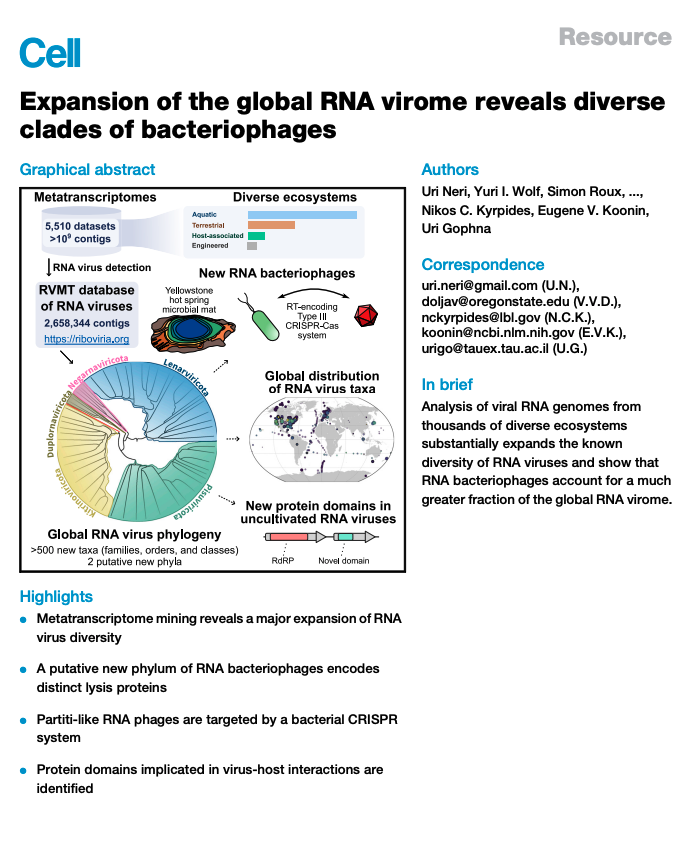 Cell
Resource
Expansion of the global RNA virome reveals diverse
clades of bacteriophages
Graphical abstract
Metatranscriptomes
Diverse ecosystems
5,510 datasets
>10⁹ contigs
Aquatic
Terrestrial
Host-associated
Engineered
RNA virus detection
New RNA bacteriophages
RVMT database
of RNA viruses
2,658,344 contigs
https://riboviria.org
Yellowstone
hot spring
microbial mat
RT-encoding
Type III
CRISPR-Cas
system
Negarnaviricota
Lenarviricota
Duplornaviricota
Kitrinoviricota
Pisuviricota
Global distribution
of RNA virus taxa
New protein domains in
uncultivated RNA viruses
RdRP
Novel domain
Global RNA virus phylogeny
>500 new taxa (families, orders, and classes)
2 putative new phyla
Authors
Uri Neri, Yuri I. Wolf, Simon Roux, ...,
Nikos C. Kyrpides, Eugene V. Koonin,
Uri Gophna
Correspondence
uri.neri@gmail.com (U.N.),
doljav@oregonstate.edu (V.V.D.),
nckyrpides@lbl.gov (N.C.K.),
koonin@ncbi.nlm.nih.gov (E.V.K.),
urigo@tauex.tau.ac.il (U.G.)
In brief
Analysis of viral RNA genomes from
thousands of diverse ecosystems
substantially expands the known
diversity of RNA viruses and show that
RNA bacteriophages account for a much
greater fraction of the global RNA virome.
Highlights
● Metatranscriptome mining reveals a major expansion of RNA
virus diversity
● A putative new phylum of RNA bacteriophages encodes
distinct lysis proteins
● Partiti-like RNA phages are targeted by a bacterial CRISPR
system
● Protein domains implicated in virus-host interactions are
identified